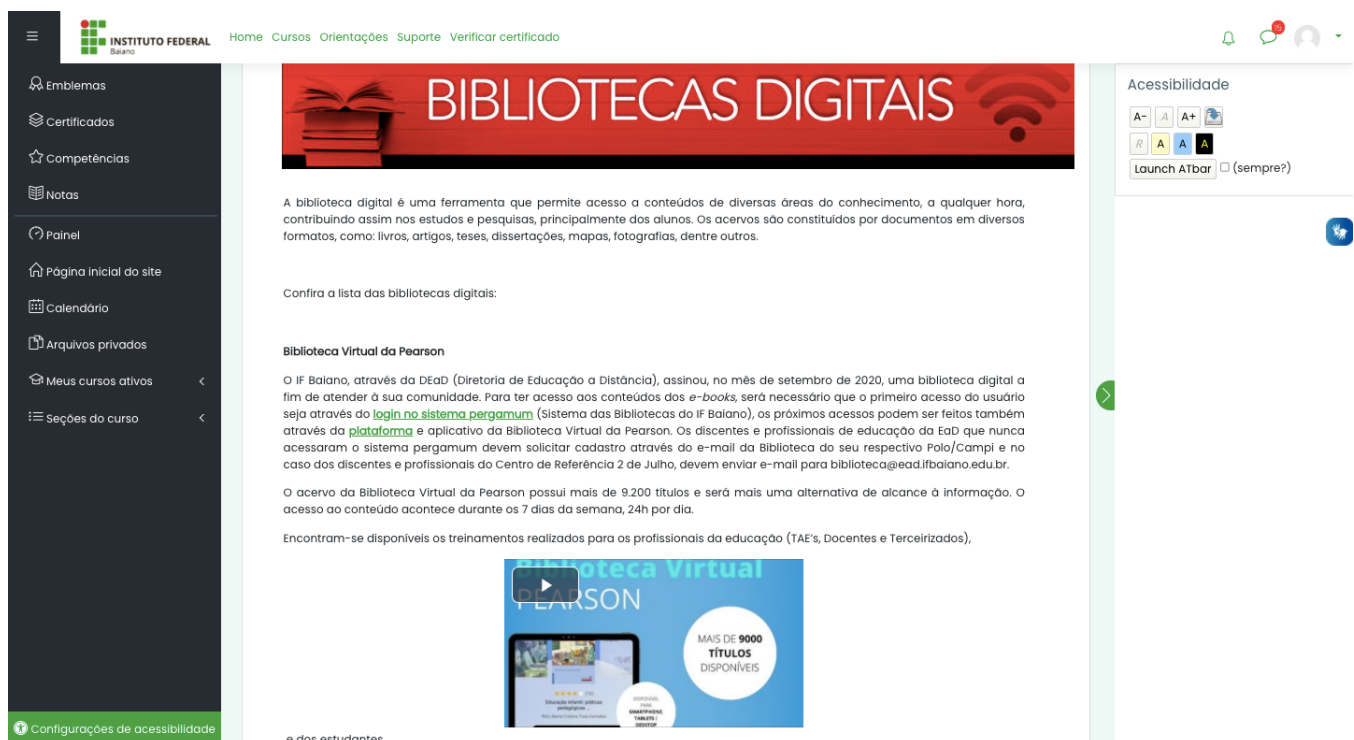 INSTITUTO FEDERAL
Baiano
Home Cursos Orientações Suporte Verificar certificado
15
Emblemas
Certificados
Competências
Notas
Painel
Página inicial do site
Calendário
Arquivos privados
Meus cursos ativos
Seções do curso
Configurações de acessibilidade
BIBLIOTECAS DIGITAIS
A biblioteca digital é uma ferramenta que permite acesso a conteúdos de diversas áreas do conhecimento, a qualquer hora,
contribuindo assim nos estudos e pesquisas, principalmente dos alunos. Os acervos são constituídos por documentos em diversos
formatos, como: livros, artigos, teses, dissertações, mapas, fotografias, dentre outros.
Confira a lista das bibliotecas digitais:
Biblioteca Virtual da Pearson
O IF Baiano, através da DEaD (Diretoria de Educação a Distância), assinou, no mês de setembro de 2020, uma biblioteca digital a
fim de atender à sua comunidade. Para ter acesso aos conteúdos dos e-books, será necessário que o primeiro acesso do usuário
seja através do login no sistema pergamum (Sistema das Bibliotecas do IF Baiano), os próximos acessos podem ser feitos também
através da plataforma e aplicativo da Biblioteca Virtual da Pearson. Os discentes e profissionais de educação da EaD que nunca
acessaram o sistema pergamum devem solicitar cadastro através do e-mail da Biblioteca do seu respectivo Polo/Campi e no
caso dos discentes e profissionais do Centro de Referência 2 de Julho, devem enviar e-mail para biblioteca@ead.ifbaiano.edu.br.
O acervo da Biblioteca Virtual da Pearson possui mais de 9.200 títulos e será mais uma alternativa de alcance à informação. O
acesso ao conteúdo acontece durante os 7 dias da semana, 24h por dia.
Encontram-se disponíveis os treinamentos realizados para os profissionais da educação (TAE's, Docentes e Terceirizados),
Biblioteca Virtual
PEARSON
MAIS DE 9000
TÍTULOS
DISPONÍVEIS
DISPONÍVEL
PARA
SMARTPHONE
TABLETS E
DESKTOP
e dos estudantes
Acessibilidade
A- A A+
R A A A
Launch ATbar (sempre?)